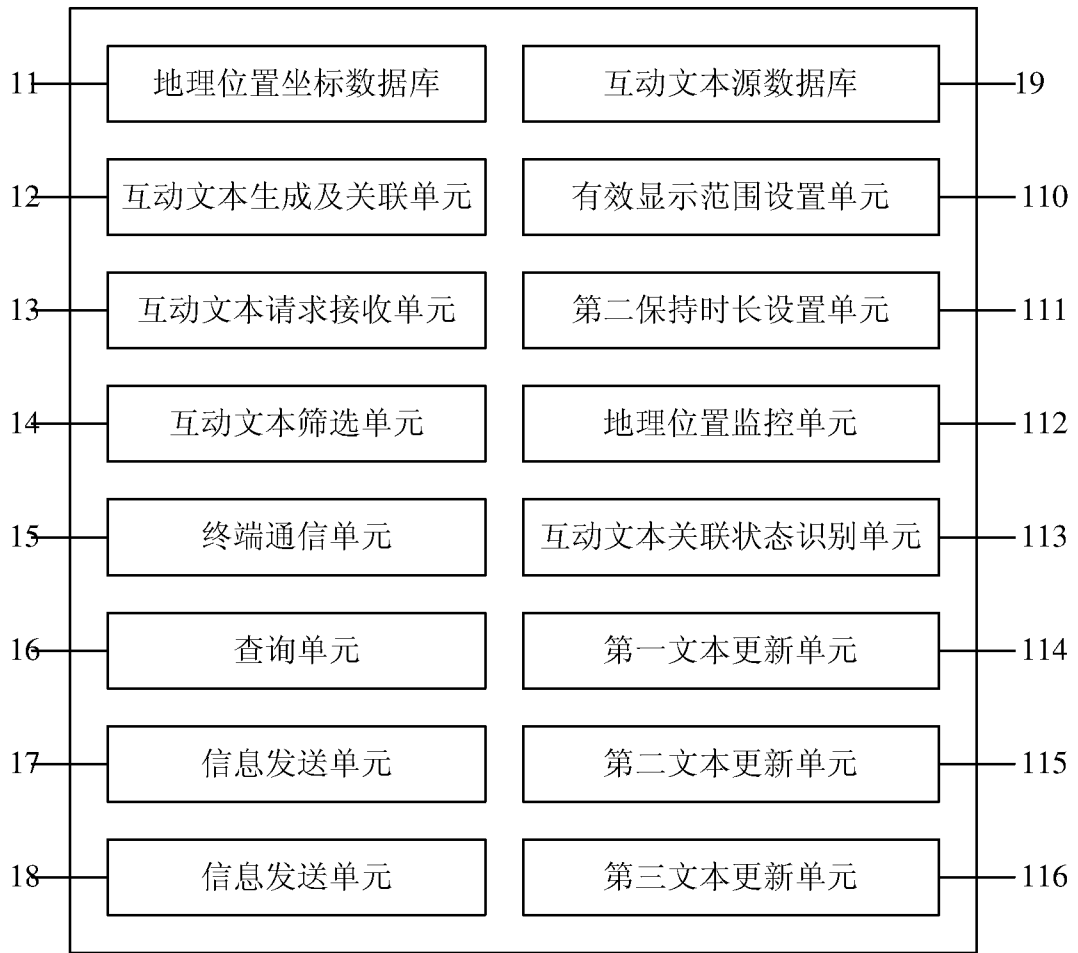 11 地理位置坐标数据库 互动文本源数据库 19
12 互动文本生成及关联单元 有效显示范围设置单元 110
13 互动文本请求接收单元 第二保持时长设置单元 111
14 互动文本筛选单元 地理位置监控单元 112
15 终端通信单元 互动文本关联状态识别单元 113
16 查询单元 第一文本更新单元 114
17 信息发送单元 第二文本更新单元 115
18 信息发送单元 第三文本更新单元 116